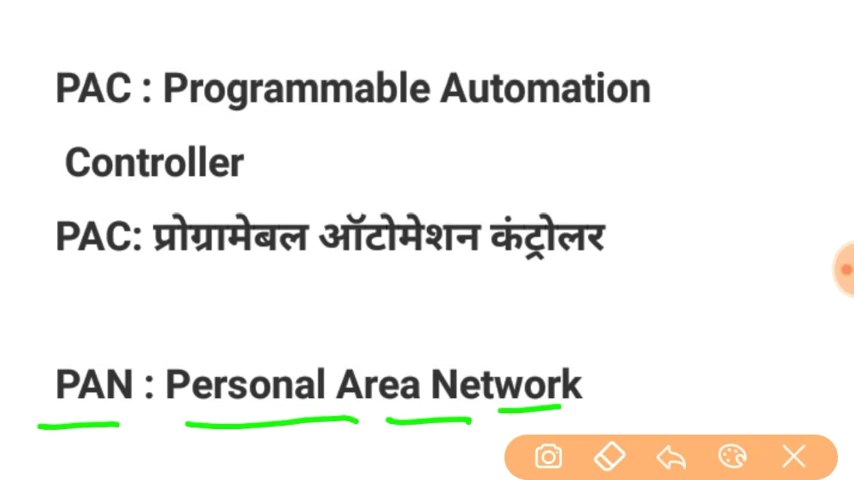 PAC : Programmable Automation
Controller
PAC: प्रोग्रामेबल ऑटोमेशन कंट्रोलर
PAN : Personal Area Network